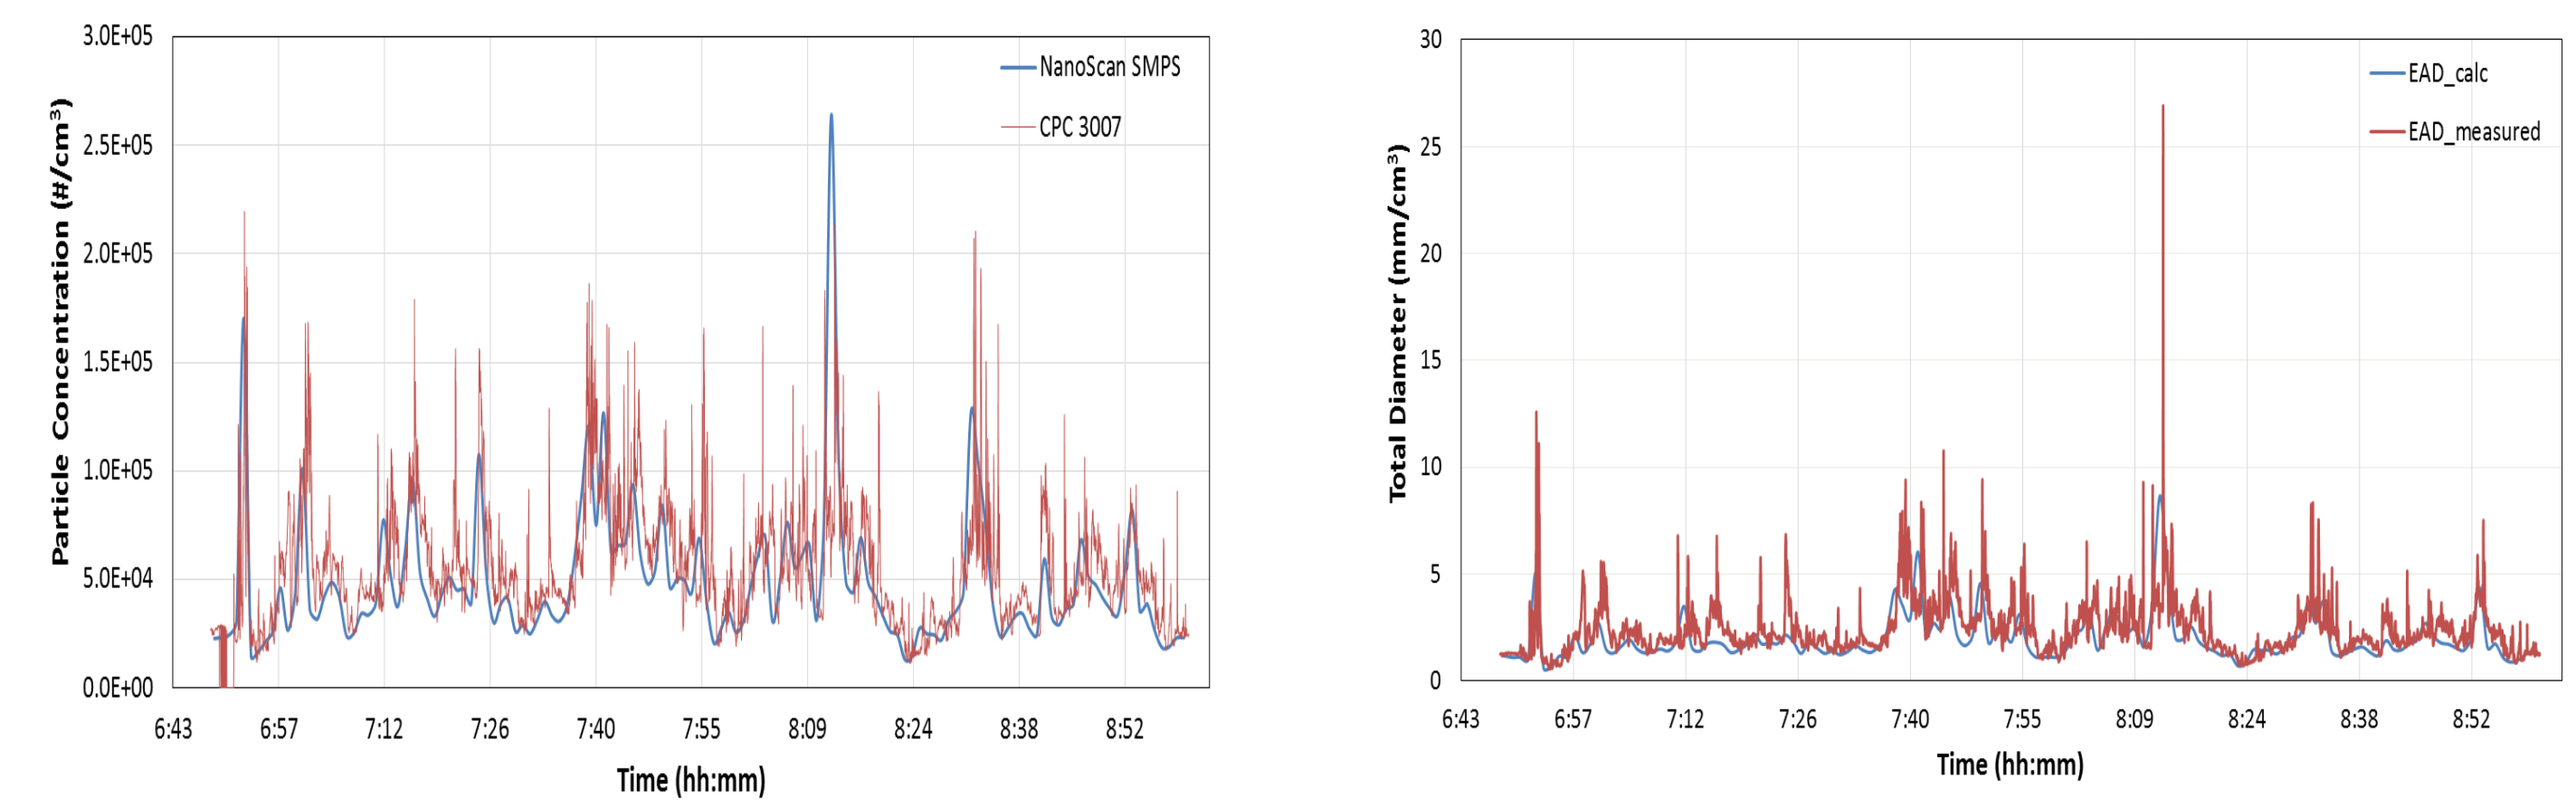 3.0E+05
2.5E+05
2.0E+05
1.5E+05
1.0E+05
5.0E+04
0.0E+00
Particle Concentration (#/cm³)
NanoScan SMPS
CPC 3007
6:43 6:57 7:12 7:26 7:40 7:55 8:09 8:24 8:38 8:52
Time (hh:mm)
30
25
20
15
10
5
0
Total Diameter (mm/cm³)
EAD_calc
EAD_measured
6:43 6:57 7:12 7:26 7:40 7:55 8:09 8:24 8:38 8:52
Time (hh:mm)